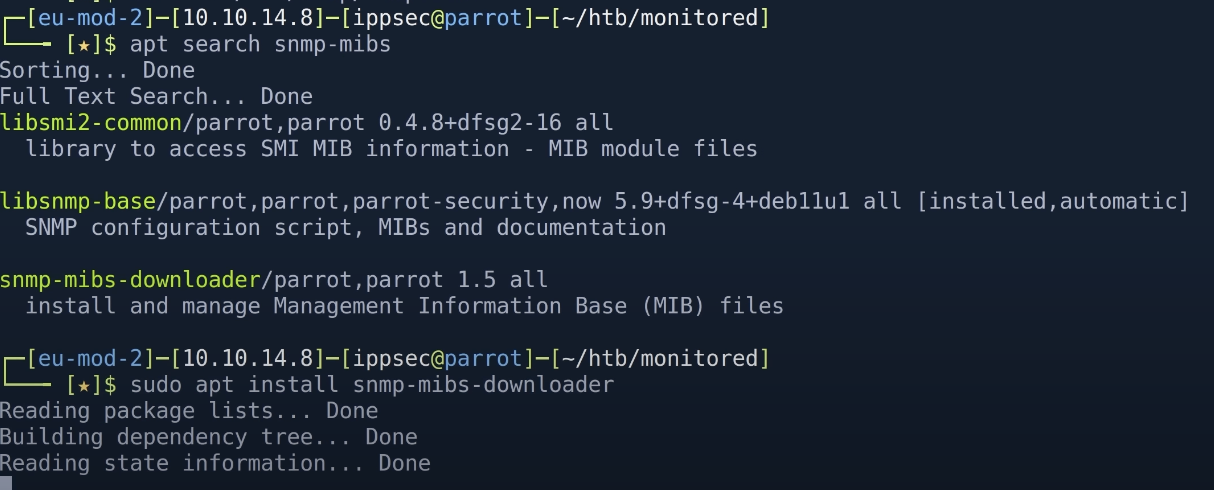 [eu-mod-2]─[10.10.14.8]─[ippsec@parrot]─[~/htb/monitored]
[★]$ apt search snmp-mibs
Sorting... Done
Full Text Search... Done
libsmi2-common/parrot,parrot 0.4.8+dfsg2-16 all
library to access SMI MIB information - MIB module files
libsnmp-base/parrot,parrot,parrot-security,now 5.9+dfsg-4+deb11u1 all [installed,automatic]
SNMP configuration script, MIBs and documentation
snmp-mibs-downloader/parrot,parrot 1.5 all
install and manage Management Information Base (MIB) files
[eu-mod-2]─[10.10.14.8]─[ippsec@parrot]─[~/htb/monitored]
[★]$ sudo apt install snmp-mibs-downloader
Reading package lists... Done
Building dependency tree... Done
Reading state information... Done